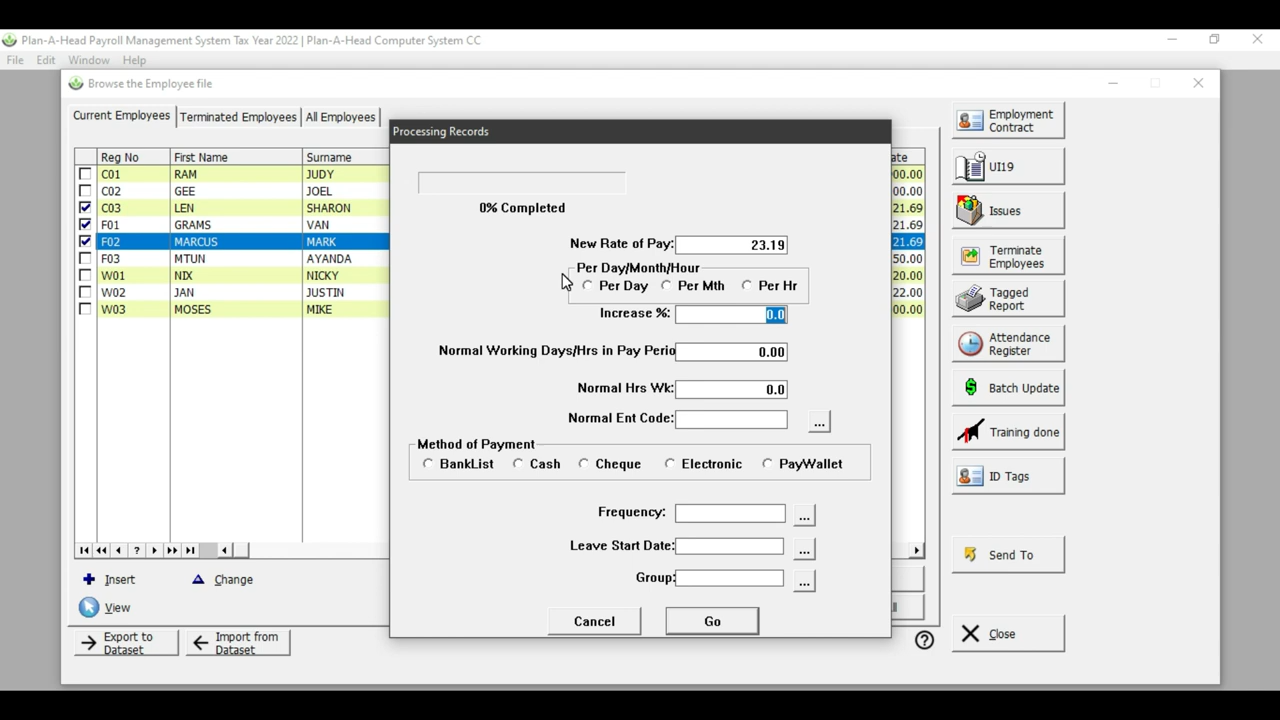 Plan-A-Head Payroll Management System Tax Year 2022 | Plan-A-Head Computer System CC
File Edit Window Help
Browse the Employee file
Current Employees Terminated Employees All Employees
Processing Records
Reg No First Name Surname ate
C01 RAM JUDY 00.00
C02 GEE JOEL 00.00
C03 LEN SHARON 21.69
F01 GRAMS VAN 21.69
F02 MARCUS MARK 21.69
F03 MTUN AYANDA 50.00
W01 NIX NICKY 20.00
W02 JAN JUSTIN 22.00
W03 MOSES MIKE 00.00
0% Completed
New Rate of Pay: 23.19
Per Day/Month/Hour
Per Day Per Mth Per Hr
Increase %: 0.0
Normal Working Days/Hrs in Pay Perio 0.00
Normal Hrs Wk: 0.0
Normal Ent Code: ...
Method of Payment
BankList Cash Cheque Electronic PayWallet
Frequency: ...
Leave Start Date: ...
Group: ...
Cancel Go
Insert Change
View
Export to Dataset
Import from Dataset
Employment Contract
UI19
Issues
Terminate Employees
Tagged Report
Attendance Register
Batch Update
Training done
ID Tags
Send To
Close